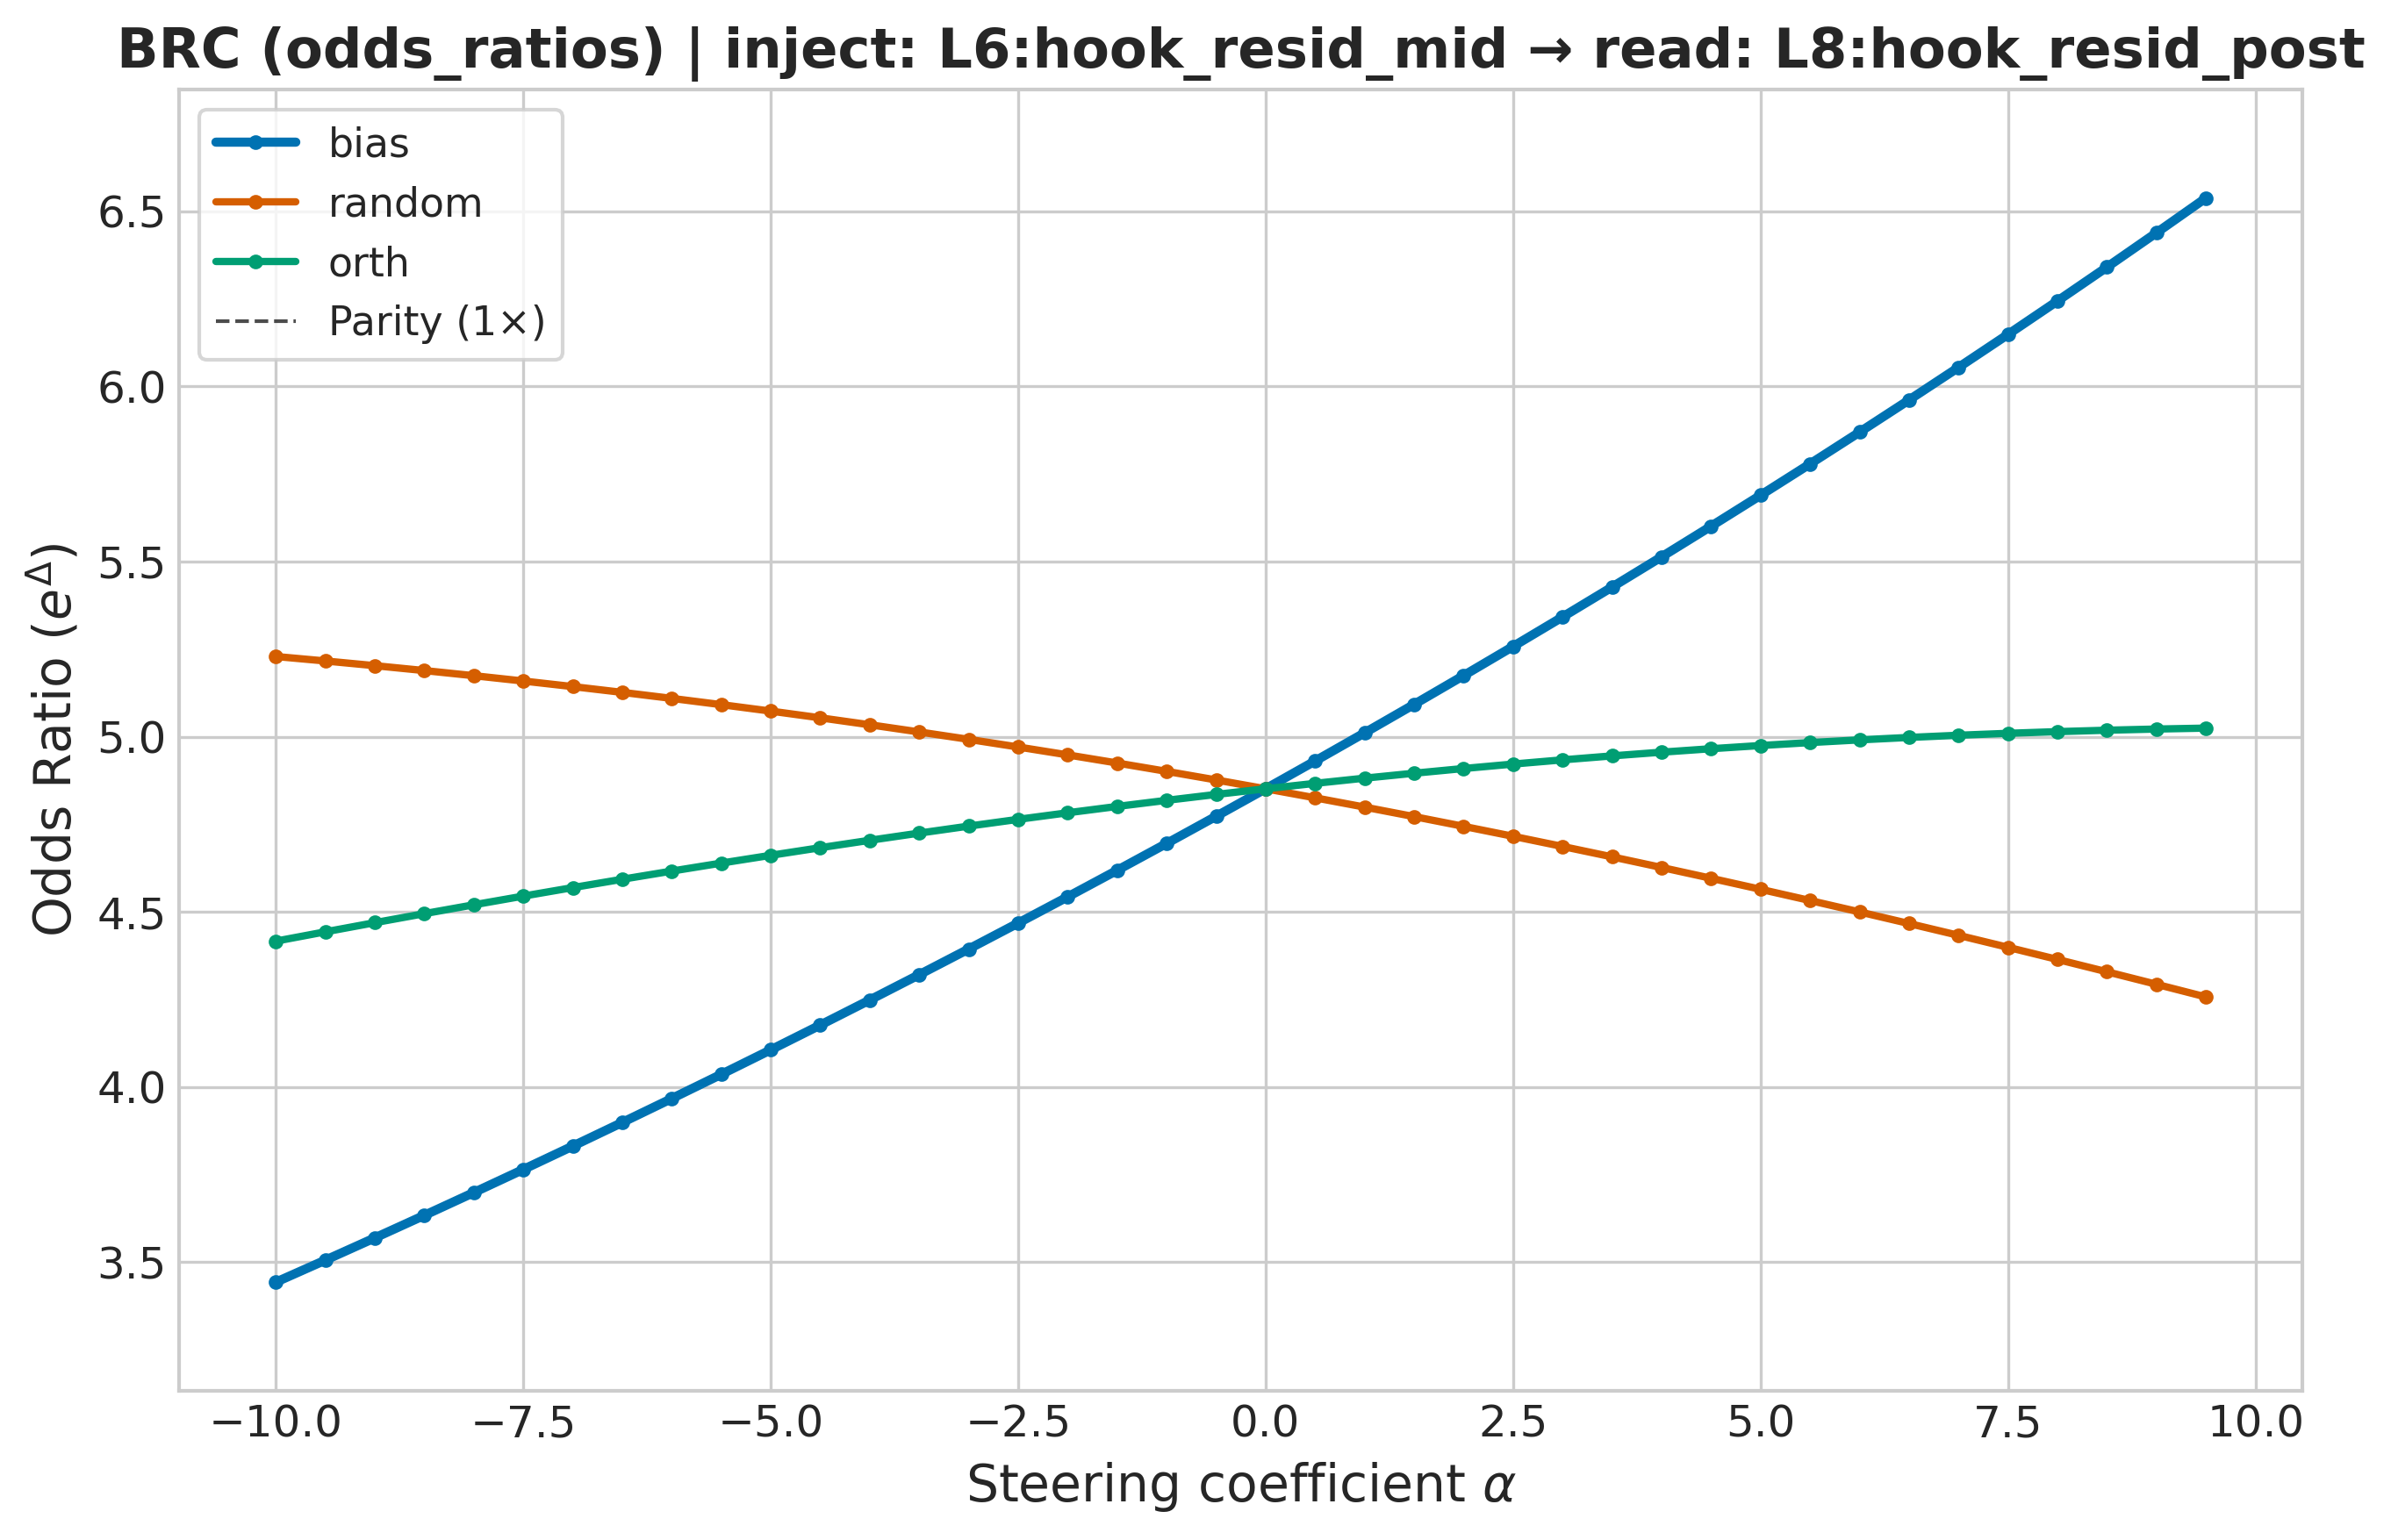 BRC (odds_ratios) | inject: L6:hook_resid_mid → read: L8:hook_resid_post
bias
random
orth
Parity (1×)
Odds Ratio (e^Δ)
6.5
6.0
5.5
5.0
4.5
4.0
3.5
−10.0 −7.5 −5.0 −2.5 0.0 2.5 5.0 7.5 10.0
Steering coefficient α